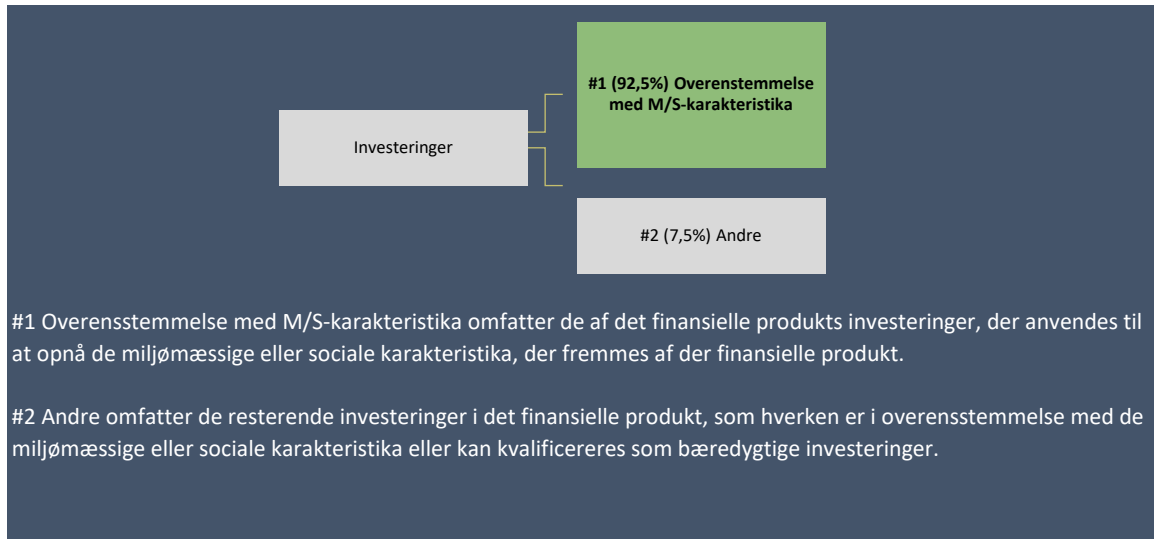 #1 (92,5%) Overenstemmelse
med M/S-karakteristika
Investeringer
#2 (7,5%) Andre
#1 Overensstemmelse med M/S-karakteristika omfatter de af det finansielle produkts investeringer, der anvendes til
at opnå de miljømæssige eller sociale karakteristika, der fremmes af der finansielle produkt.
#2 Andre omfatter de resterende investeringer i det finansielle produkt, som hverken er i overensstemmelse med de
miljømæssige eller sociale karakteristika eller kan kvalificereres som bæredygtige investeringer.